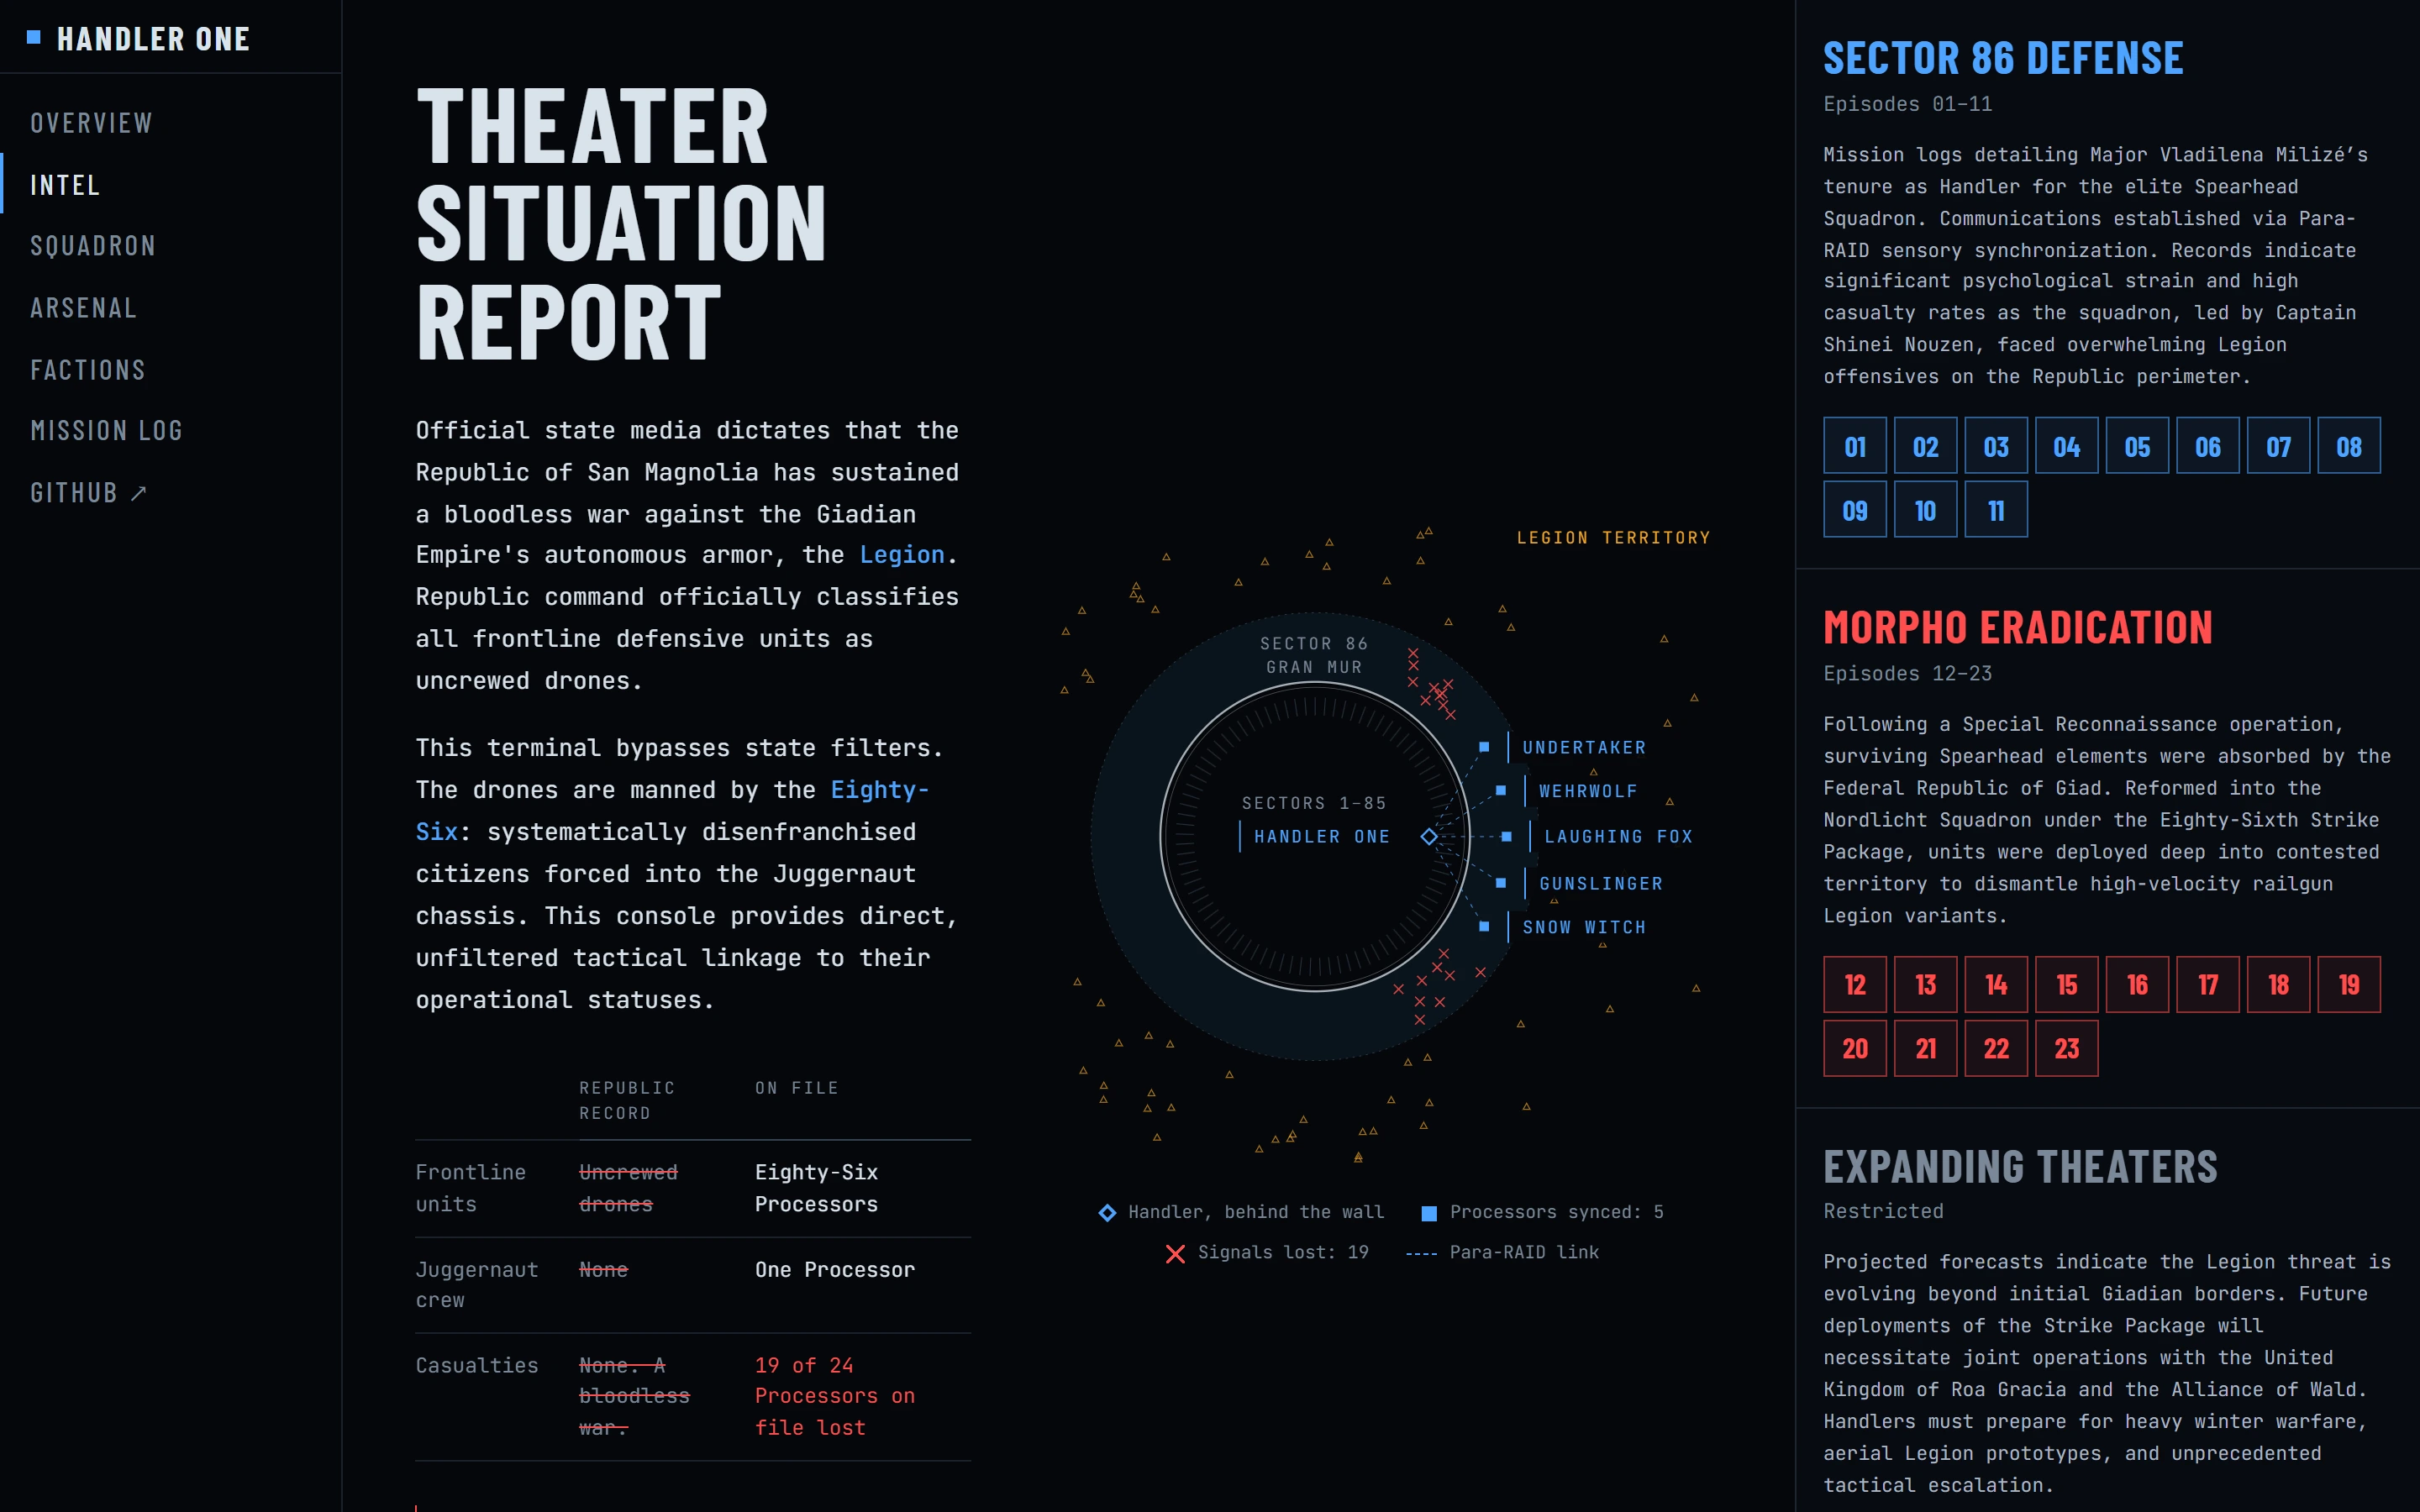 HANDLER ONE
OVERVIEW
INTEL
SQUADRON
ARSENAL
FACTIONS
MISSION LOG
GITHUB ↗
THEATER
SITUATION
REPORT
Official state media dictates that the
Republic of San Magnolia has sustained
a bloodless war against the Giadian
Empire's autonomous armor, the Legion.
Republic command officially classifies
all frontline defensive units as
uncrewed drones.
This terminal bypasses state filters.
The drones are manned by the Eighty-
Six: systematically disenfranchised
citizens forced into the Juggernaut
chassis. This console provides direct,
unfiltered tactical linkage to their
operational statuses.
REPUBLIC
RECORD
ON FILE
Frontline
units
Uncrewed
drones
Eighty-Six
Processors
Juggernaut
crew
None
One Processor
Casualties
None. A
bloodless
war.
19 of 24
Processors on
file lost
LEGION TERRITORY
SECTOR 86
GRAN MUR
SECTORS 1–85
HANDLER ONE
UNDERTAKER
WEHRWOLF
LAUGHING FOX
GUNSLINGER
SNOW WITCH
Handler, behind the wall
Processors synced: 5
Signals lost: 19
Para-RAID link
SECTOR 86 DEFENSE
Episodes 01–11
Mission logs detailing Major Vladilena Milizé’s
tenure as Handler for the elite Spearhead
Squadron. Communications established via Para-
RAID sensory synchronization. Records indicate
significant psychological strain and high
casualty rates as the squadron, led by Captain
Shinei Nouzen, faced overwhelming Legion
offensives on the Republic perimeter.
01 02 03 04 05 06 07 08
09 10 11
MORPHO ERADICATION
Episodes 12–23
Following a Special Reconnaissance operation,
surviving Spearhead elements were absorbed by the
Federal Republic of Giad. Reformed into the
Nordlicht Squadron under the Eighty-Sixth Strike
Package, units were deployed deep into contested
territory to dismantle high-velocity railgun
Legion variants.
12 13 14 15 16 17 18 19
20 21 22 23
EXPANDING THEATERS
Restricted
Projected forecasts indicate the Legion threat is
evolving beyond initial Giadian borders. Future
deployments of the Strike Package will
necessitate joint operations with the United
Kingdom of Roa Gracia and the Alliance of Wald.
Handlers must prepare for heavy winter warfare,
aerial Legion prototypes, and unprecedented
tactical escalation.